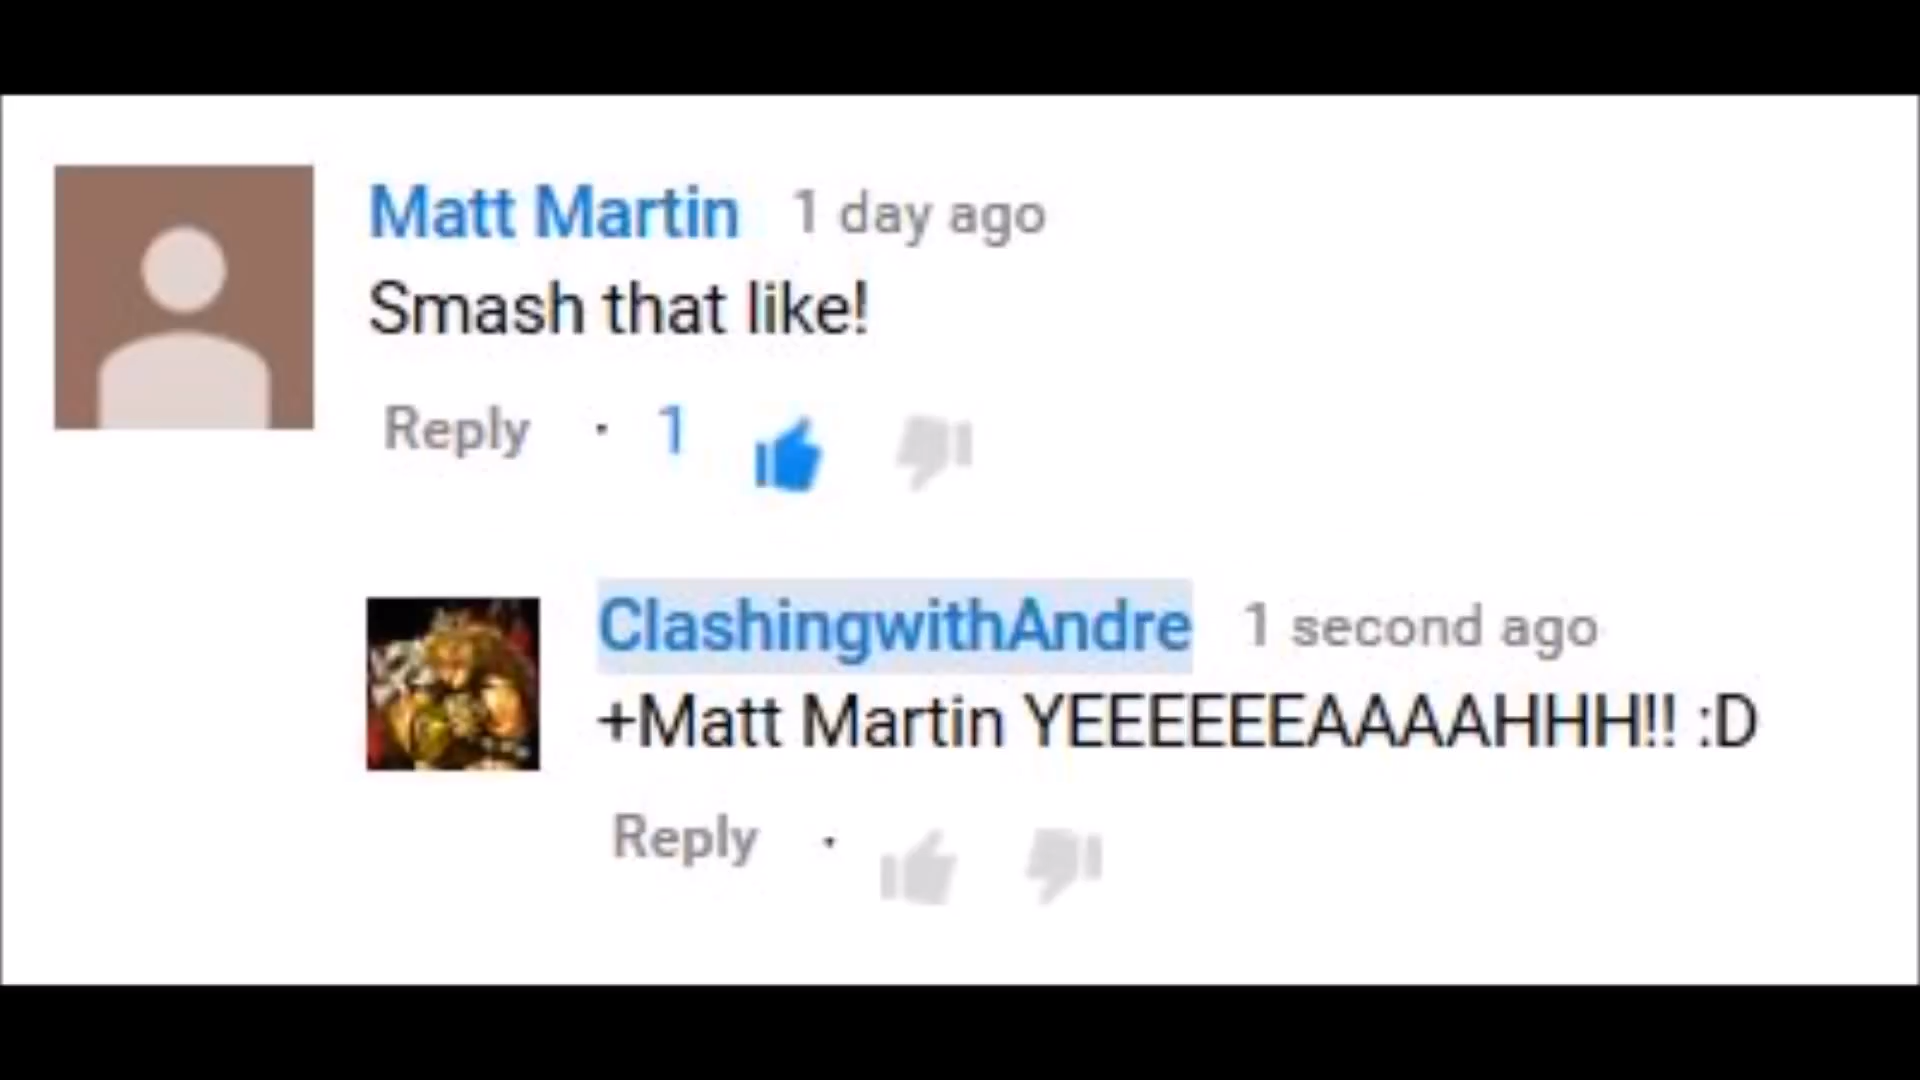 Matt Martin 1 day ago
Smash that like!
Reply · 1
ClashingwithAndre 1 second ago
+Matt Martin YEEEEEEAAAAHHH!! :D
Reply ·